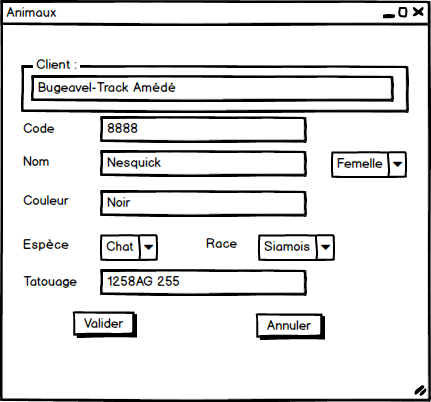 Animaux
Client :
Bugeavel-Track Amédé
Code 8888
Nom Nesquick Femelle
Couleur Noir
Espèce Chat Race Siamois
Tatouage 1258AG 255
Valider Annuler